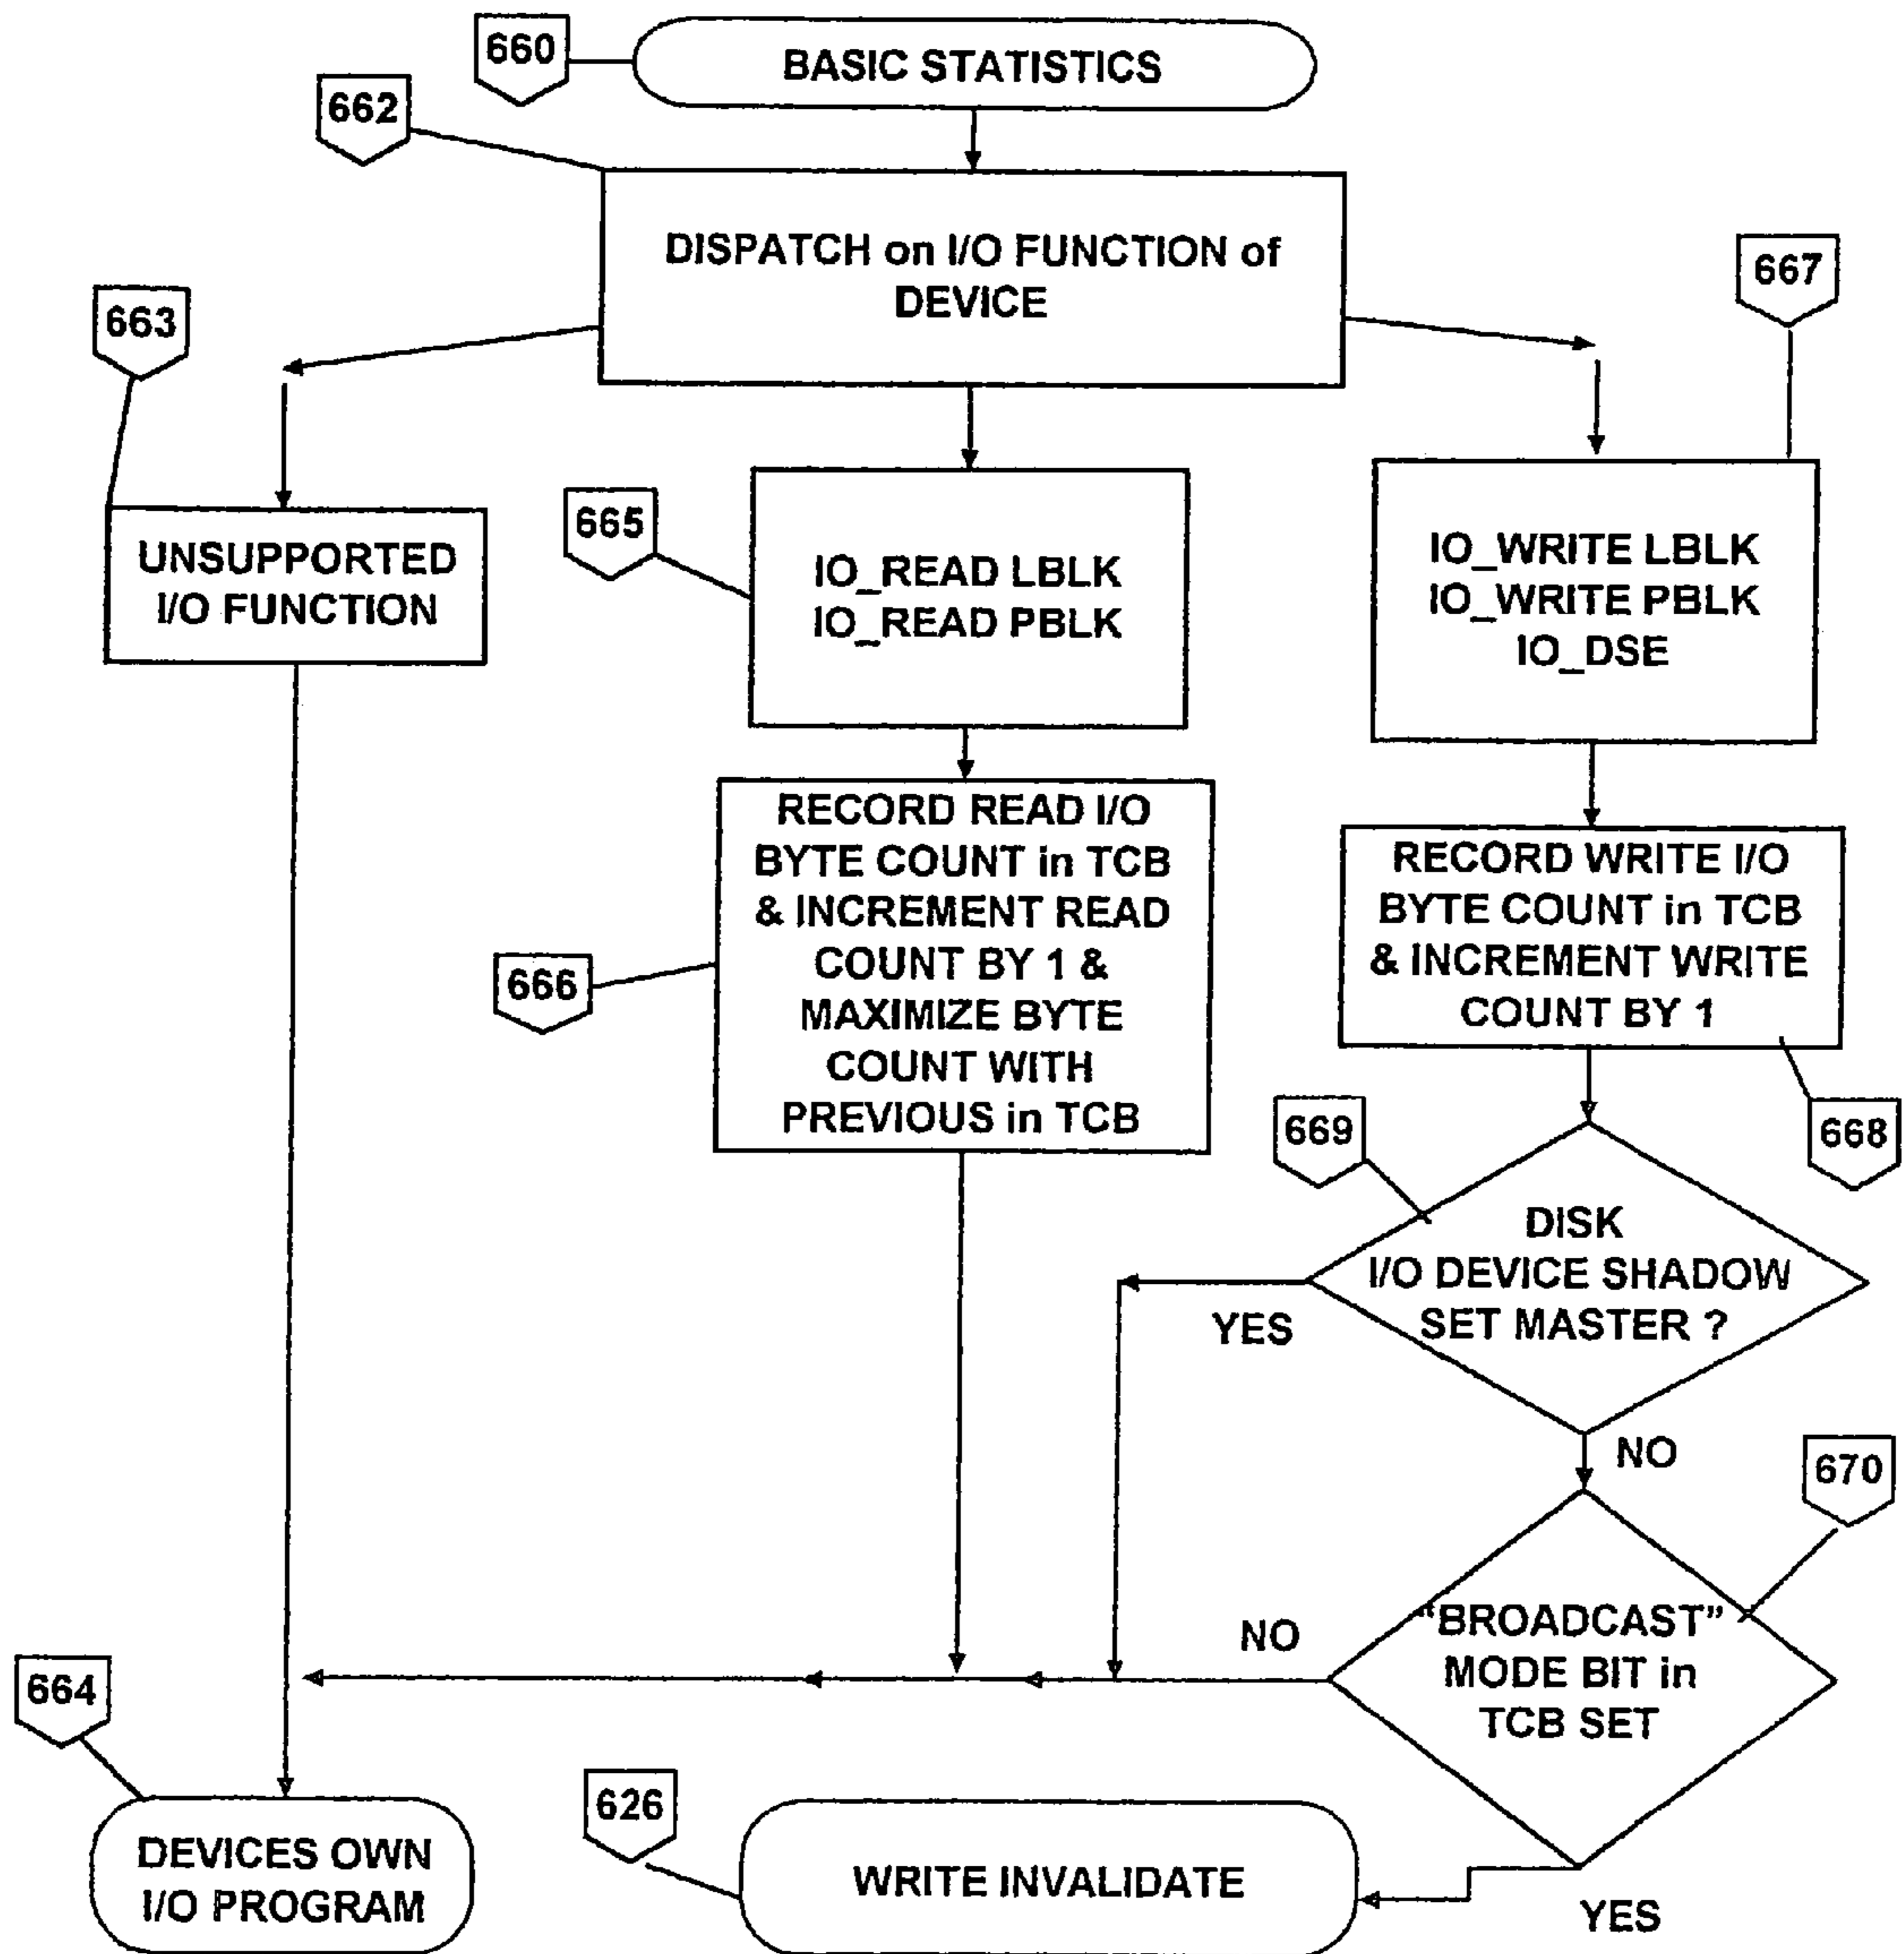 660
BASIC STATISTICS
662
DISPATCH on I/O FUNCTION of
DEVICE
667
663
UNSUPPORTED
I/O FUNCTION
665
IO_READ LBLK
IO_READ PBLK
IO_WRITE LBLK
IO_WRITE PBLK
IO_DSE
RECORD READ I/O
BYTE COUNT in TCB
& INCREMENT READ
COUNT BY 1 &
MAXIMIZE BYTE
COUNT WITH
PREVIOUS in TCB
666
RECORD WRITE I/O
BYTE COUNT in TCB
& INCREMENT WRITE
COUNT BY 1
668
669
DISK
I/O DEVICE SHADOW
SET MASTER ?
YES
NO
670
"BROADCAST"
MODE BIT in
TCB SET
NO
YES
664
DEVICES OWN
I/O PROGRAM
626
WRITE INVALIDATE